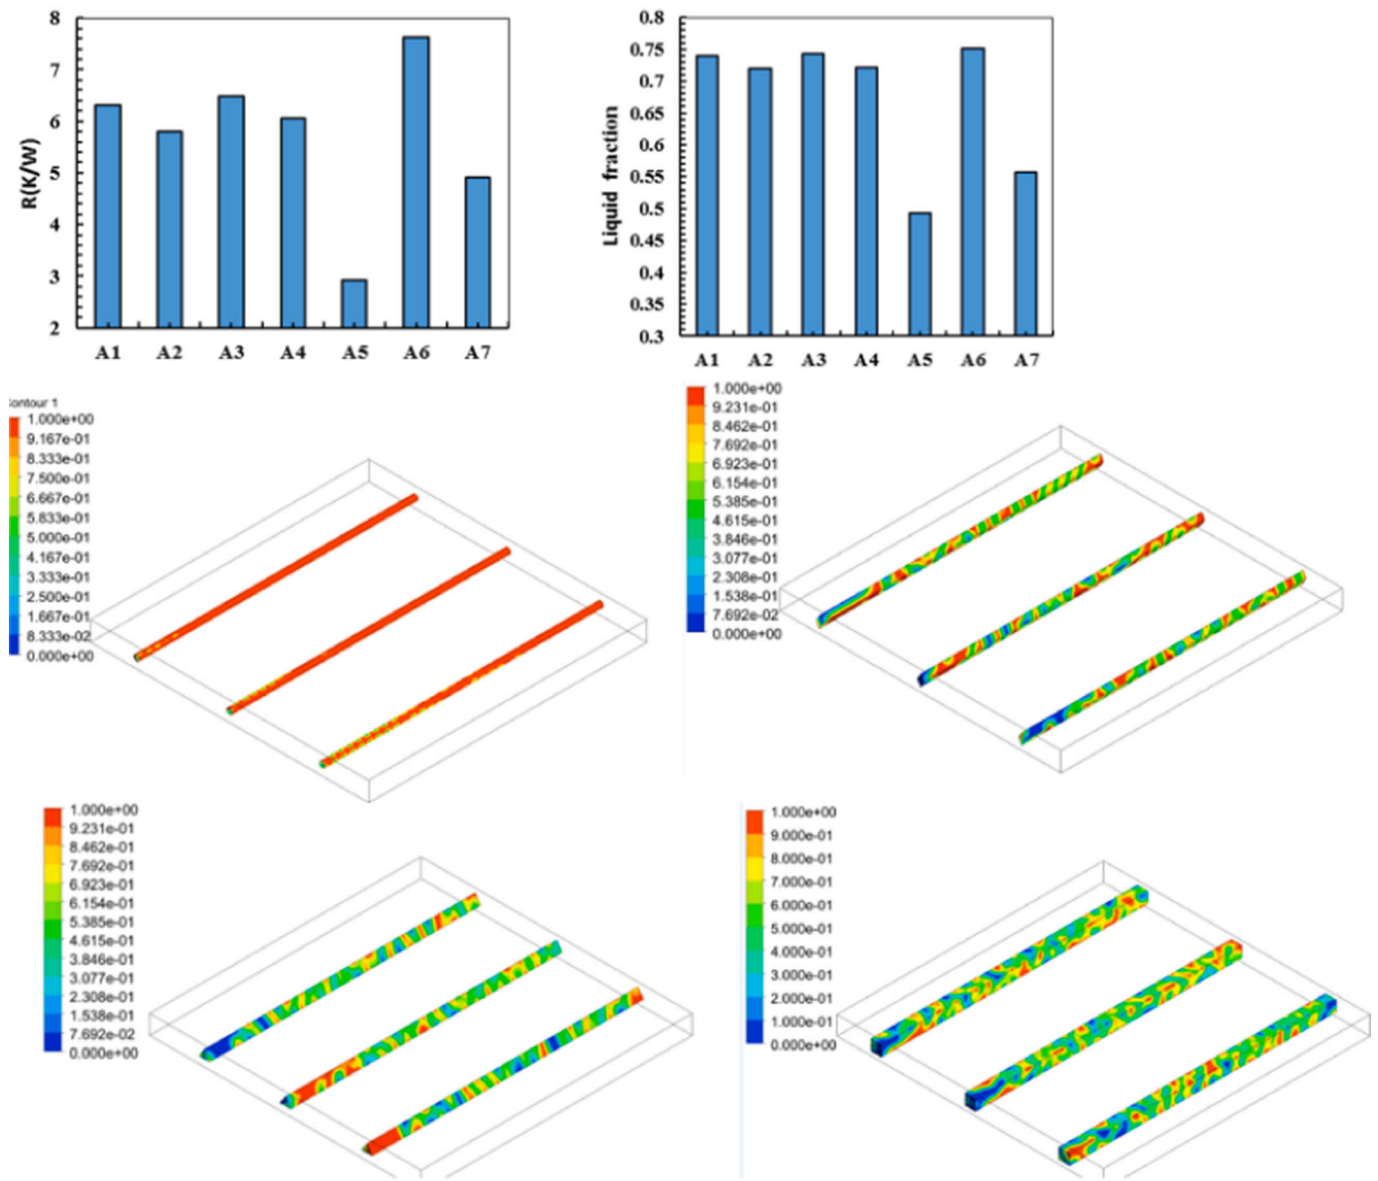 8
7
6
5
4
3
2
R(K/W)
A1 A2 A3 A4 A5 A6 A7
0.8
0.75
0.7
0.65
0.6
0.55
0.5
0.45
0.4
0.35
0.3
Liquid fraction
A1 A2 A3 A4 A5 A6 A7
ontour 1
1.000e+00
9.167e-01
8.333e-01
7.500e-01
6.667e-01
5.833e-01
5.000e-01
4.167e-01
3.333e-01
2.500e-01
1.667e-01
8.333e-02
0.000e+00
1.000e+00
9.231e-01
8.462e-01
7.692e-01
6.923e-01
6.154e-01
5.385e-01
4.615e-01
3.846e-01
3.077e-01
2.308e-01
1.538e-01
7.692e-02
0.000e+00
1.000e+00
9.231e-01
8.462e-01
7.692e-01
6.923e-01
6.154e-01
5.385e-01
4.615e-01
3.846e-01
3.077e-01
2.308e-01
1.538e-01
7.692e-02
0.000e+00
1.000e+00
9.000e-01
8.000e-01
7.000e-01
6.000e-01
5.000e-01
4.000e-01
3.000e-01
2.000e-01
1.000e-01
0.000e+00